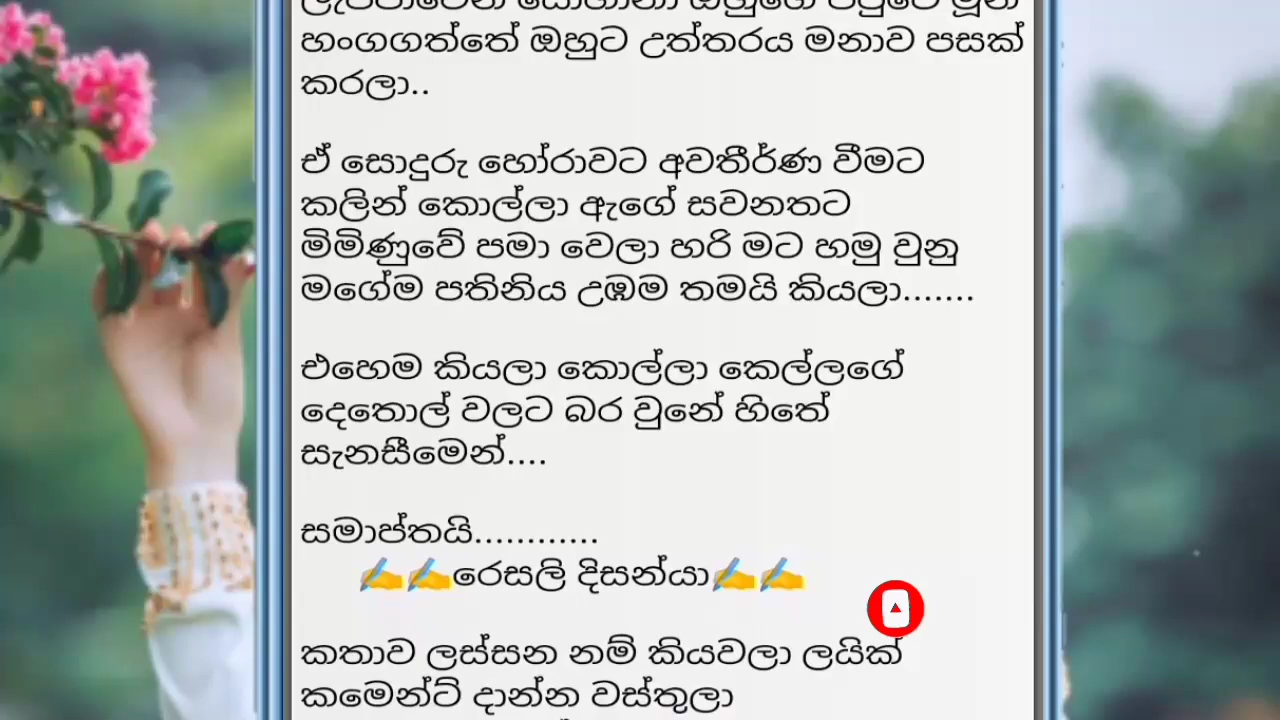 හංගගත්තේ ඔහුට උත්තරය මනාව පසක්
කරලා..
ඒ සොදුරු හෝරාවට අවතීර්ණ වීමට
කලින් කොල්ලා ඇගේ සවනතට
මිමිණුවේ පමා වෙලා හරි මට හමු වුනු
මගේම පතිනිය උඹම තමයි කියලා.......
එහෙම කියලා කොල්ලා කෙල්ලගේ
දෙතොල් වලට බර වුනේ හිතේ
සැනසීමෙන්....
සමාප්තයි............
✍✍රෙසලි දිසන්යා✍✍
කතාව ලස්සන නම් කියවලා ලයික්
කමෙන්ට් දාන්න වස්තුලා